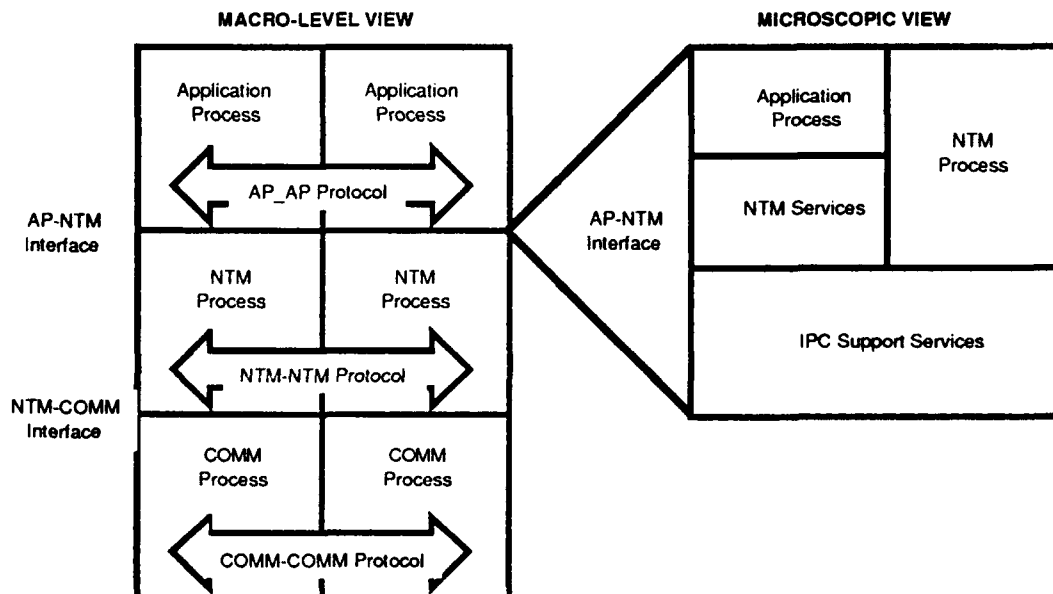 MACRO-LEVEL VIEW
Application
Process
Application
Process
AP_AP Protocol
AP-NTM
Interface
NTM
Process
NTM
Process
NTM-NTM Protocol
NTM-COMM
Interface
COMM
Process
COMM
Process
COMM-COMM Protocol
MICROSCOPIC VIEW
Application
Process
NTM
Process
NTM Services
AP-NTM
Interface
IPC Support Services